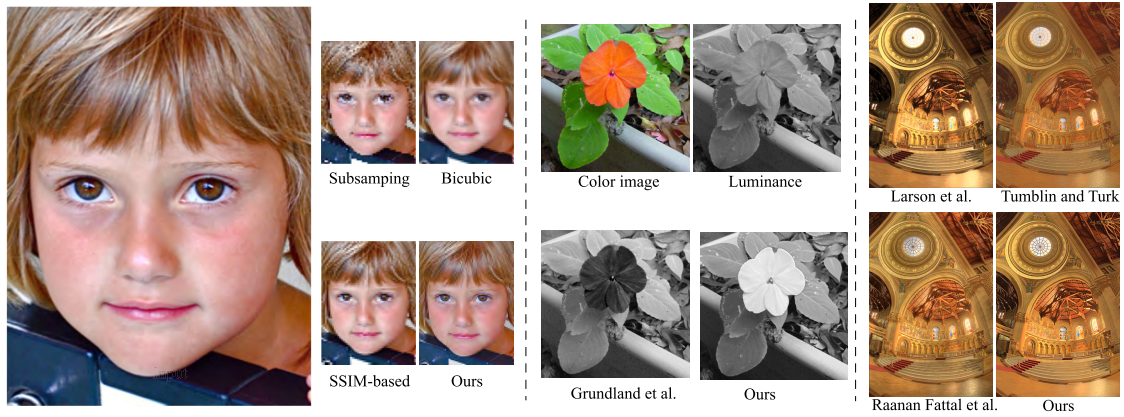 Subsamping
Bicubic
SSIM-based
Ours
Input
Color image
Luminance
Grundland et al.
Ours
Larson et al.
Tumblin and Turk
Raanan Fattal et al.
Ours